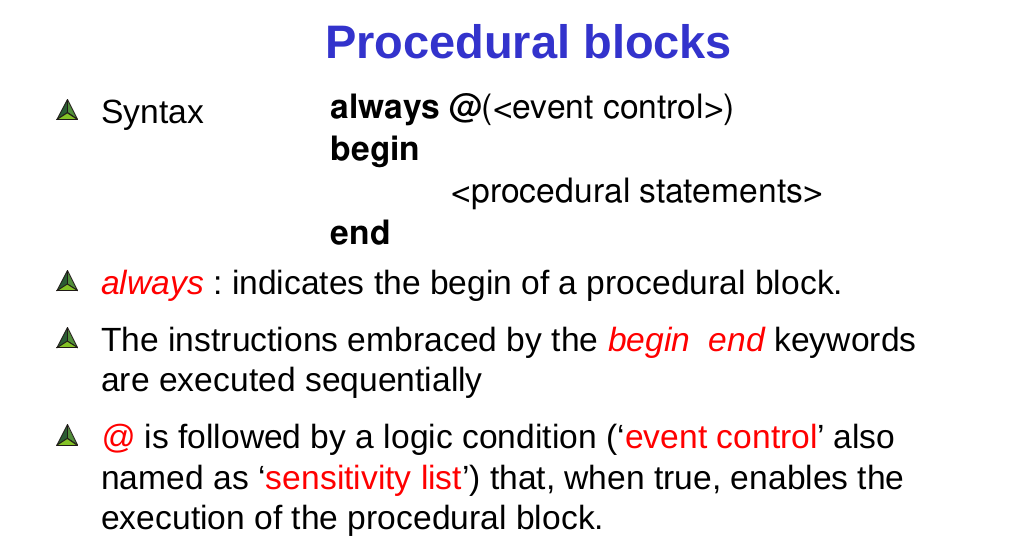 Procedural blocks
Syntax always @(<event control>)
begin
<procedural statements>
end
always : indicates the begin of a procedural block.
The instructions embraced by the begin end keywords
are executed sequentially
@ is followed by a logic condition (‘event control’ also
named as ‘sensitivity list’) that, when true, enables the
execution of the procedural block.